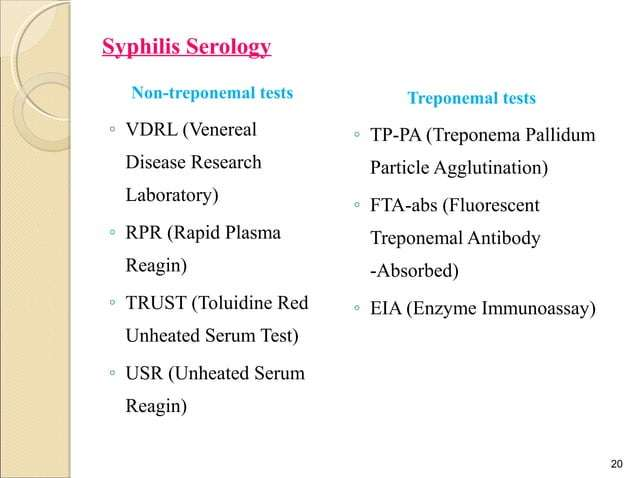 Syphilis Serology
Non-treponemal tests
◦ VDRL (Venereal
Disease Research
Laboratory)
◦ RPR (Rapid Plasma
Reagin)
◦ TRUST (Toluidine Red
Unheated Serum Test)
◦ USR (Unheated Serum
Reagin)
Treponemal tests
◦ TP-PA (Treponema Pallidum
Particle Agglutination)
◦ FTA-abs (Fluorescent
Treponemal Antibody
-Absorbed)
◦ EIA (Enzyme Immunoassay)
20